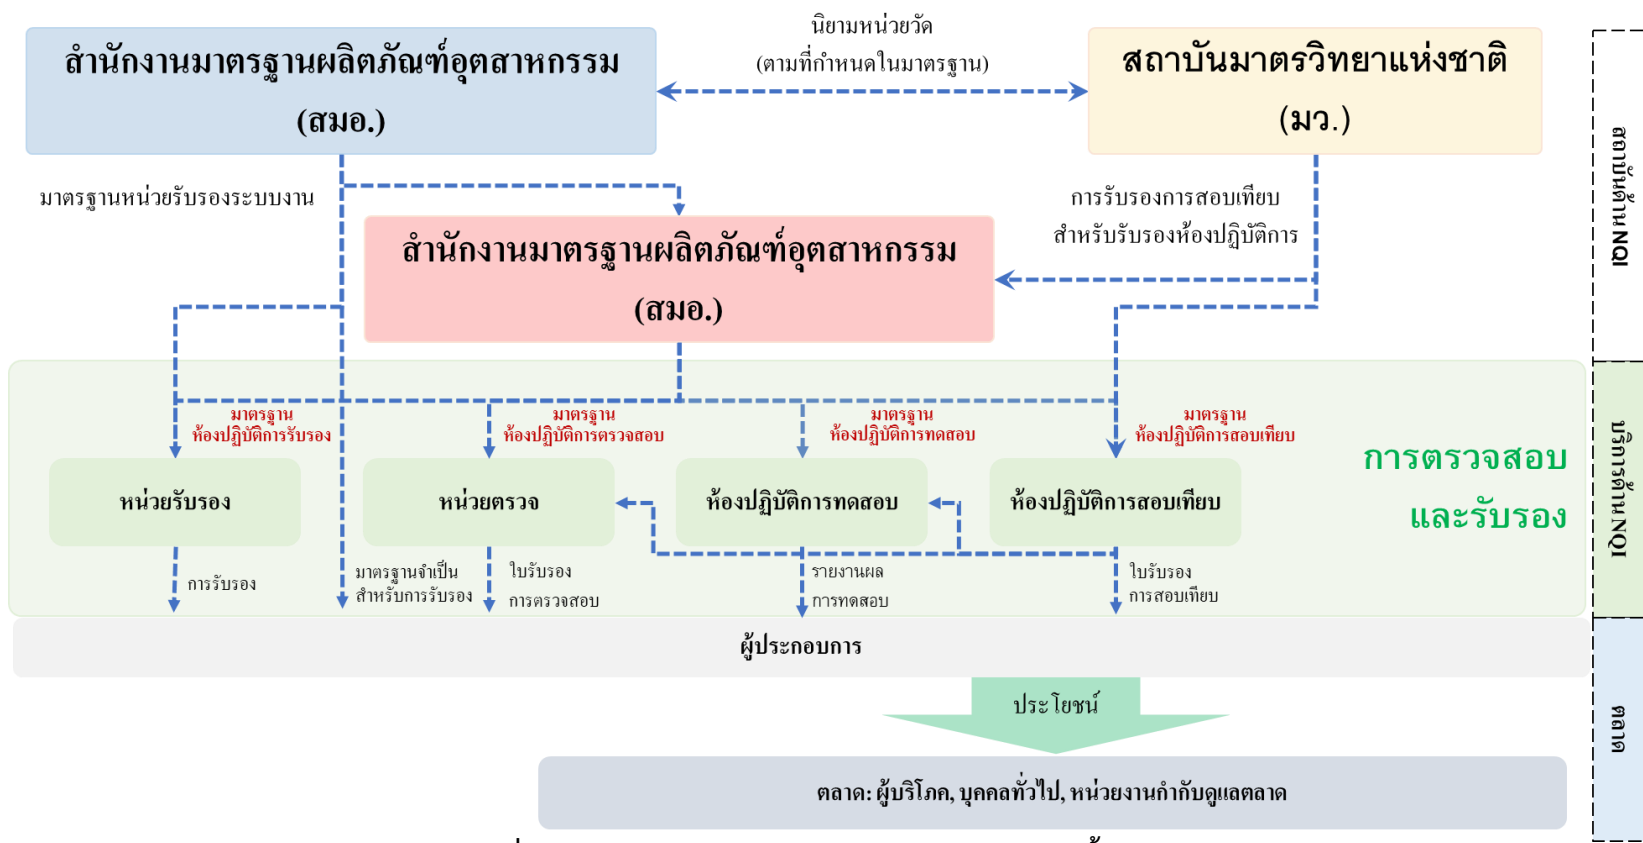 สำนักงานมาตรฐานผลิตภัณฑ์อุตสาหกรรม
(สมอ.)
นิยามหน่วยวัด
(ตามที่กำหนดในมาตรฐาน)
สถาบันมาตรวิทยาแห่งชาติ
(มว.)
มาตรฐานหน่วยรับรองระบบงาน
การรับรองการสอบเทียบ
สำหรับรับรองห้องปฏิบัติการ
สำนักงานมาตรฐานผลิตภัณฑ์อุตสาหกรรม
(สมอ.)
สถาบันด้าน NQI
มาตรฐาน
ห้องปฏิบัติการรับรอง
มาตรฐาน
ห้องปฏิบัติการตรวจสอบ
มาตรฐาน
ห้องปฏิบัติการทดสอบ
มาตรฐาน
ห้องปฏิบัติการสอบเทียบ
การตรวจสอบ
และรับรอง
หน่วยรับรอง
หน่วยตรวจ
ห้องปฏิบัติการทดสอบ
ห้องปฏิบัติการสอบเทียบ
บริการด้าน NQI
การรับรอง
มาตรฐานจำเป็น
สำหรับการรับรอง
ใบรับรอง
การตรวจสอบ
รายงานผล
การทดสอบ
ใบรับรอง
การสอบเทียบ
ผู้ประกอบการ
ประโยชน์
ตลาด
ตลาด: ผู้บริโภค, บุคคลทั่วไป, หน่วยงานกำกับดูแลตลาด